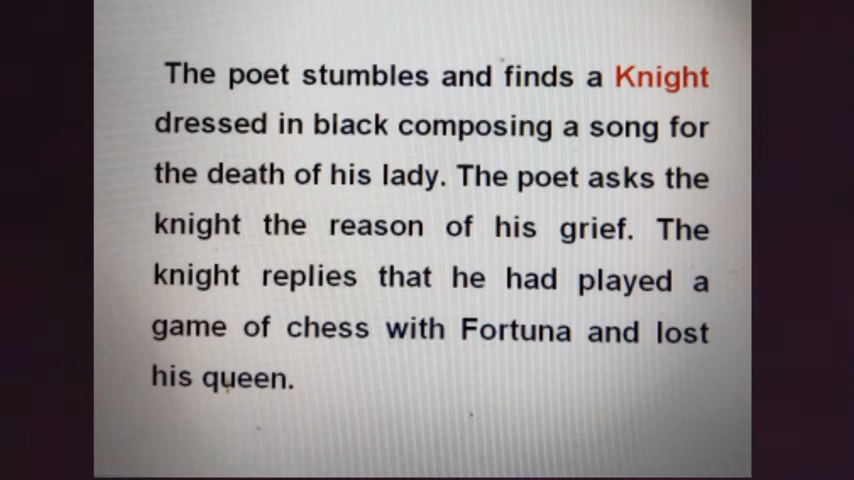 The poet stumbles and finds a Knight
dressed in black composing a song for
the death of his lady. The poet asks the
knight the reason of his grief. The
knight replies that he had played a
game of chess with Fortuna and lost
his queen.